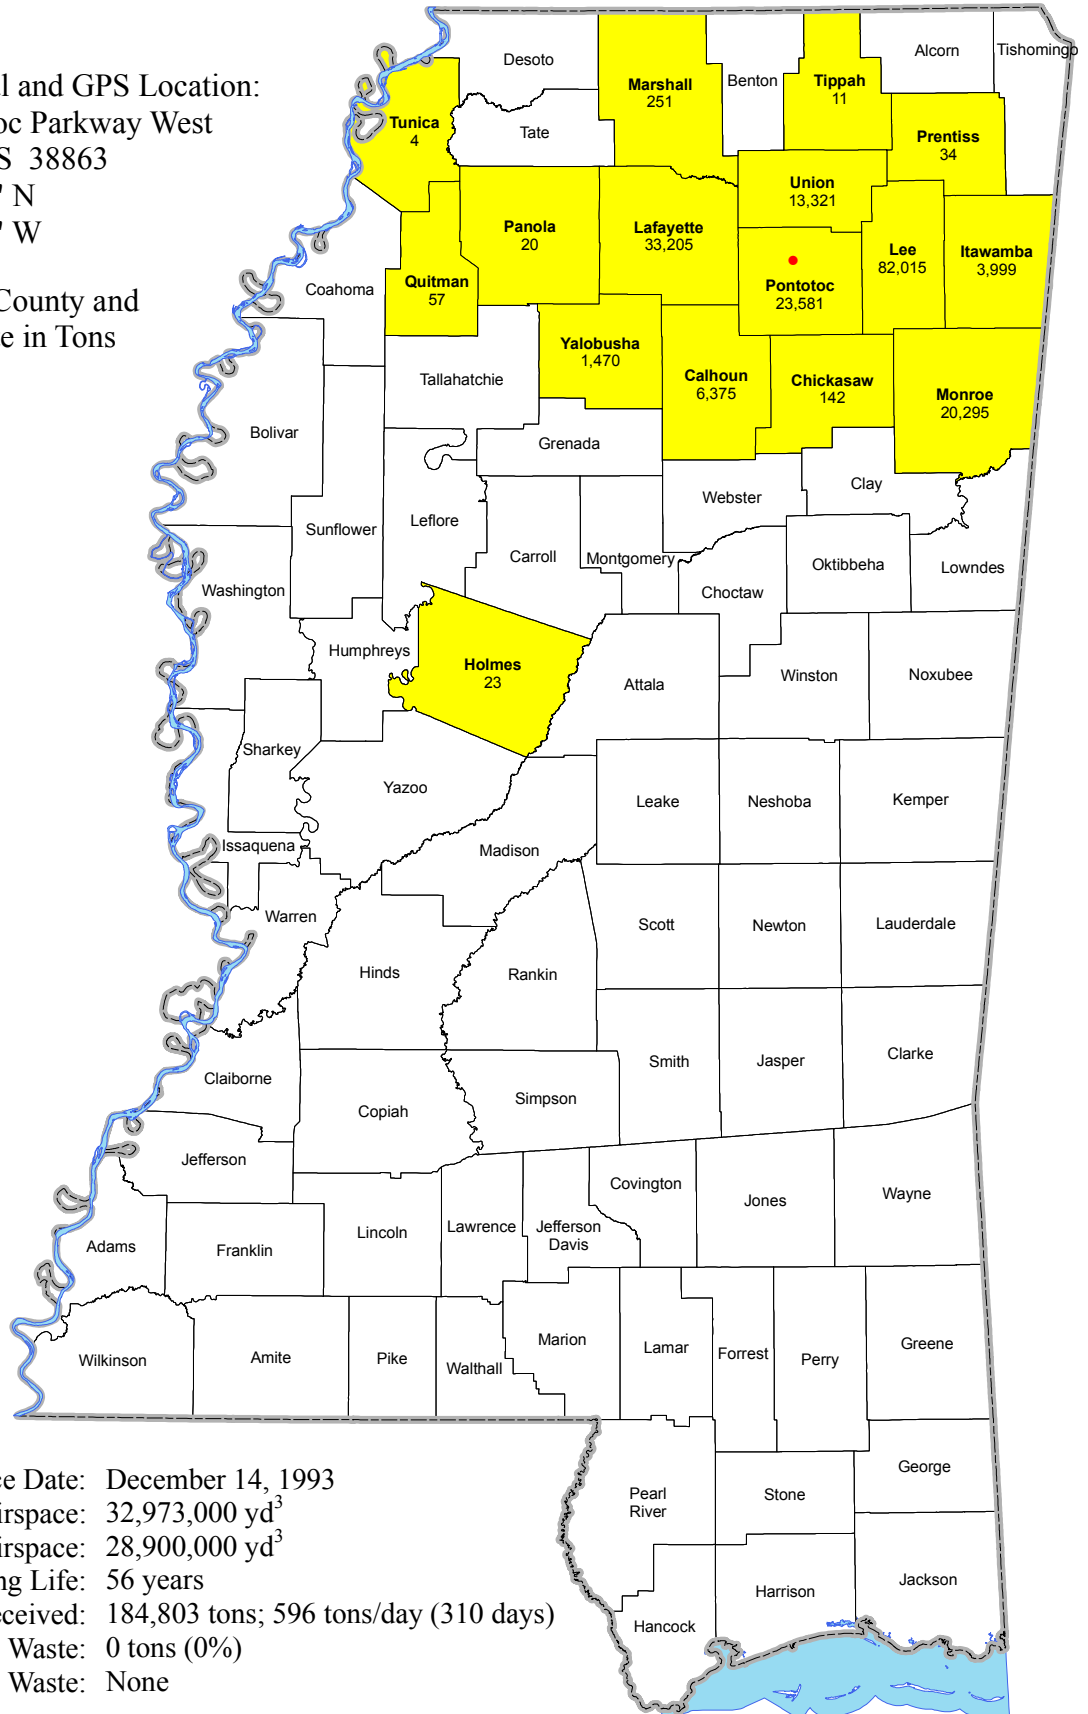 l and GPS Location:
oc Parkway West
S 38863
' N
' W
County and
e in Tons
Desoto
Marshall
251
Benton
Tippah
11
Alcorn
Tishomingo
Tunica
4
Tate
Prentiss
34
Union
13,321
Panola
20
Lafayette
33,205
Lee
82,015
Itawamba
3,999
Coahoma
Quitman
57
Pontotoc
23,581
Yalobusha
1,470
Tallahatchie
Calhoun
6,375
Chickasaw
142
Monroe
20,295
Bolivar
Grenada
Webster
Clay
Sunflower
Leflore
Carroll
Montgomery
Oktibbeha
Lowndes
Washington
Choctaw
Humphreys
Holmes
23
Attala
Winston
Noxubee
Sharkey
Yazoo
Leake
Neshoba
Kemper
Issaquena
Madison
Warren
Scott
Newton
Lauderdale
Hinds
Rankin
Smith
Jasper
Clarke
Claiborne
Copiah
Simpson
Jefferson
Covington
Jones
Wayne
Adams
Franklin
Lincoln
Lawrence
Jefferson
Davis
Wilkinson
Amite
Pike
Walthall
Marion
Lamar
Forrest
Perry
Greene
George
Pearl
River
Stone
Harrison
Jackson
Hancock
ce Date: December 14, 1993
irspace: 32,973,000 yd³
irspace: 28,900,000 yd³
ng Life: 56 years
eceived: 184,803 tons; 596 tons/day (310 days)
Waste: 0 tons (0%)
Waste: None